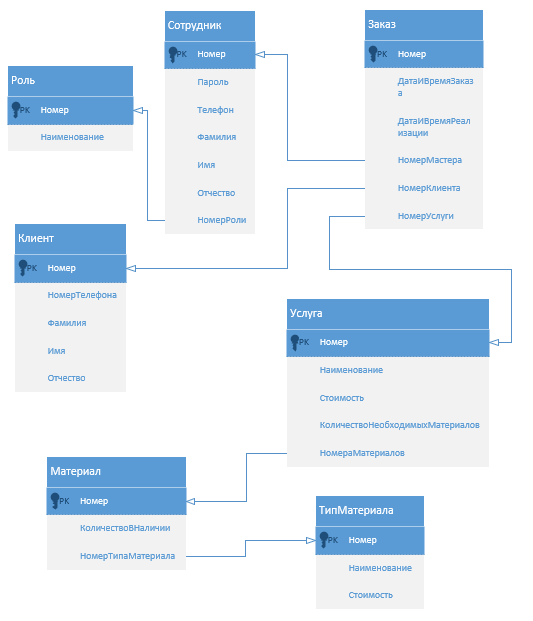 Сотрудник
PK Номер
Пароль
Телефон
Фамилия
Имя
Отчество
НомерРоли
Заказ
PK Номер
ДатаИВремяЗаказ
а
ДатаИВремяРеал
изации
НомерМастера
НомерКлиента
НомерУслуги
Роль
PK Номер
Наименование
Клиент
PK Номер
НомерТелефона
Фамилия
Имя
Отчество
Услуга
PK Номер
Наименование
Стоимость
КоличествоНеобходимыхМатериалов
НомераМатериалов
Материал
PK Номер
КоличествоВНаличии
НомерТипаМатериала
ТипМатериала
PK Номер
Наименование
Стоимость